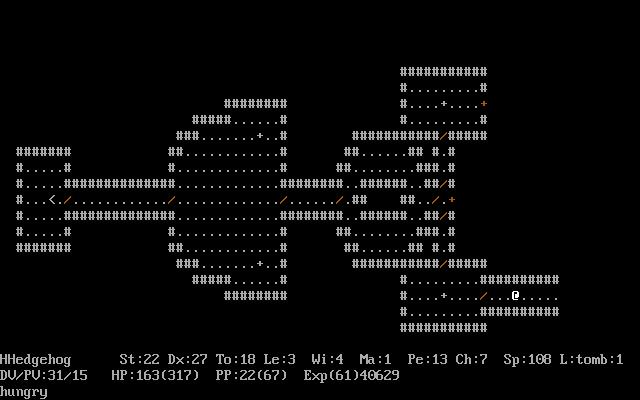 HHedgehog St:22 Dx:27 To:18 Le:3 Wi:4 Ma:1 Pe:13 Ch:7 Sp:108 L:tomb:1
DV/PV:31/15 HP:163(317) PP:22(67) Exp(61)40629
hungry